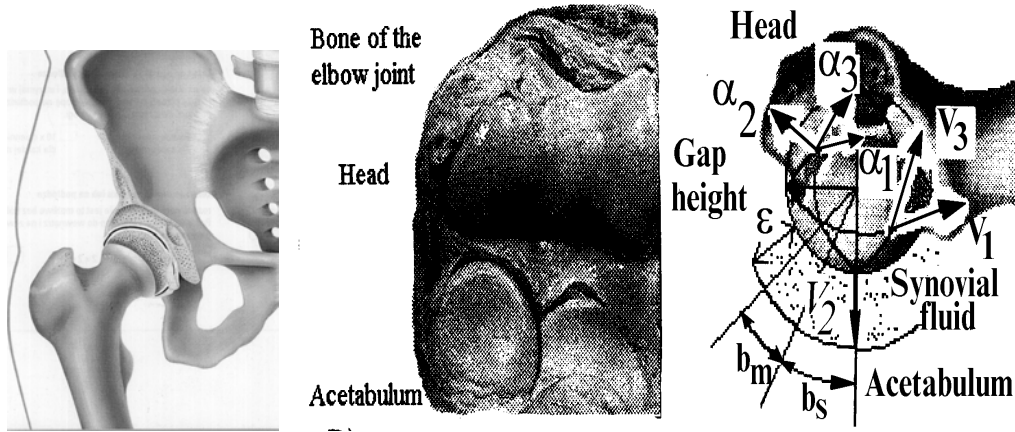 Bone of the
elbow joint
Head
Acetabulum
Head
α2
α3
α1
V3
Gap
height
V1
ε
Synovial
fluid
V2
bm
bs
Acetabulum